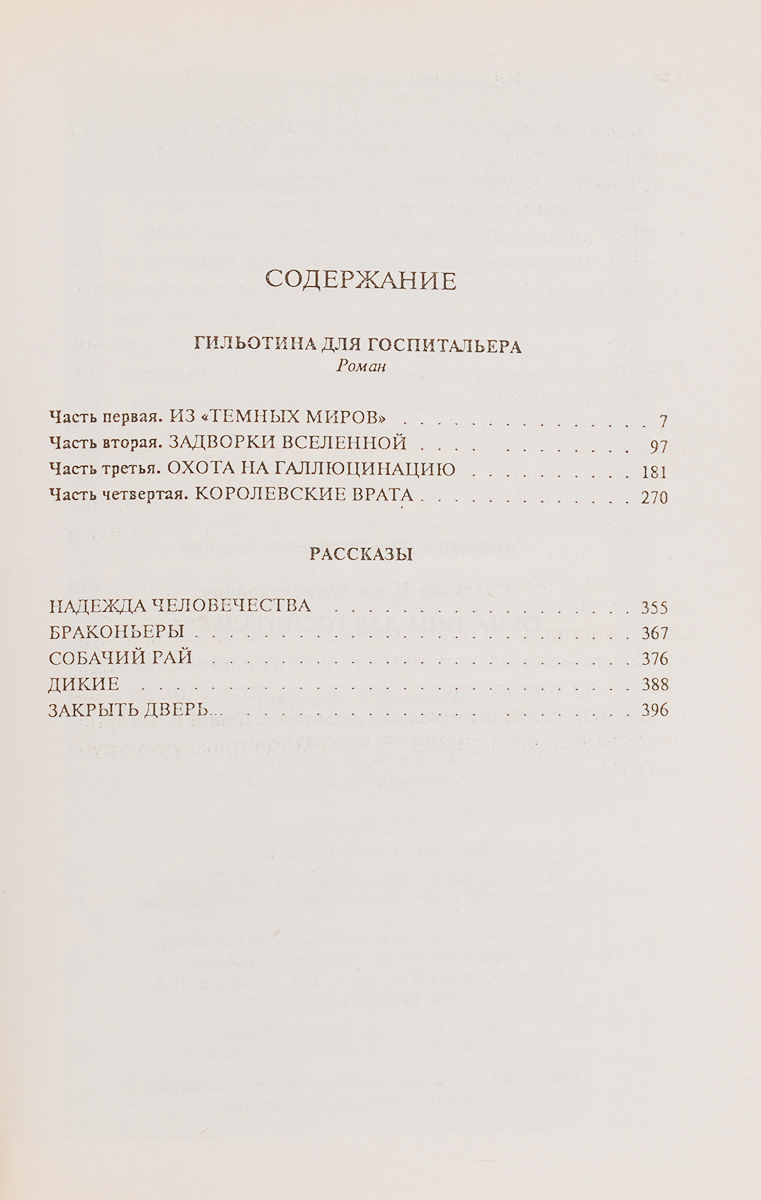 СОДЕРЖАНИЕ
ГИЛЬОТИНА ДЛЯ ГОСПИТАЛЬЕРА
Роман
Часть первая. ИЗ «ТЕМНЫХ МИРОВ» . . . . . . . . . . . . 7
Часть вторая. ЗАДВОРКИ ВСЕЛЕННОЙ . . . . . . . . . . 97
Часть третья. ОХОТА НА ГАЛЛЮЦИНАЦИЮ . . . . . . . . 181
Часть четвертая. КОРОЛЕВСКИЕ ВРАТА . . . . . . . . . . 270
РАССКАЗЫ
НАДЕЖДА ЧЕЛОВЕЧЕСТВА . . . . . . . . . . . . . . . 355
БРАКОНЬЕРЫ . . . . . . . . . . . . . . . . . . . . . 367
СОБАЧИЙ РАЙ . . . . . . . . . . . . . . . . . . . . 376
ДИКИЕ . . . . . . . . . . . . . . . . . . . . . . . 388
ЗАКРЫТЬ ДВЕРЬ... . . . . . . . . . . . . . . . . . . 396